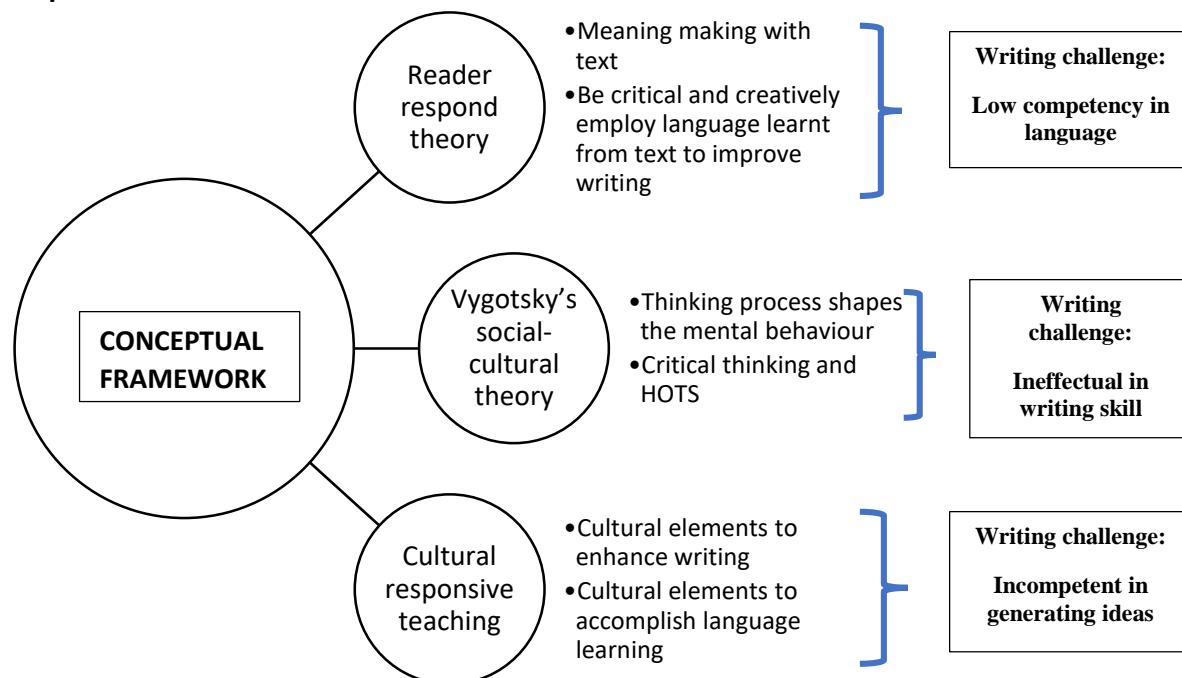 CONCEPTUAL
FRAMEWORK
Reader
respond
theory
•Meaning making with
text
•Be critical and creatively
employ language learnt
from text to improve
writing
Writing challenge:
Low competency in
language
Vygotsky’s
social-
cultural
theory
•Thinking process shapes
the mental behaviour
•Critical thinking and
HOTS
Writing
challenge:
Ineffectual in
writing skill
Cultural
responsive
teaching
•Cultural elements to
enhance writing
•Cultural elements to
accomplish language
learning
Writing challenge:
Incompetent in
generating ideas